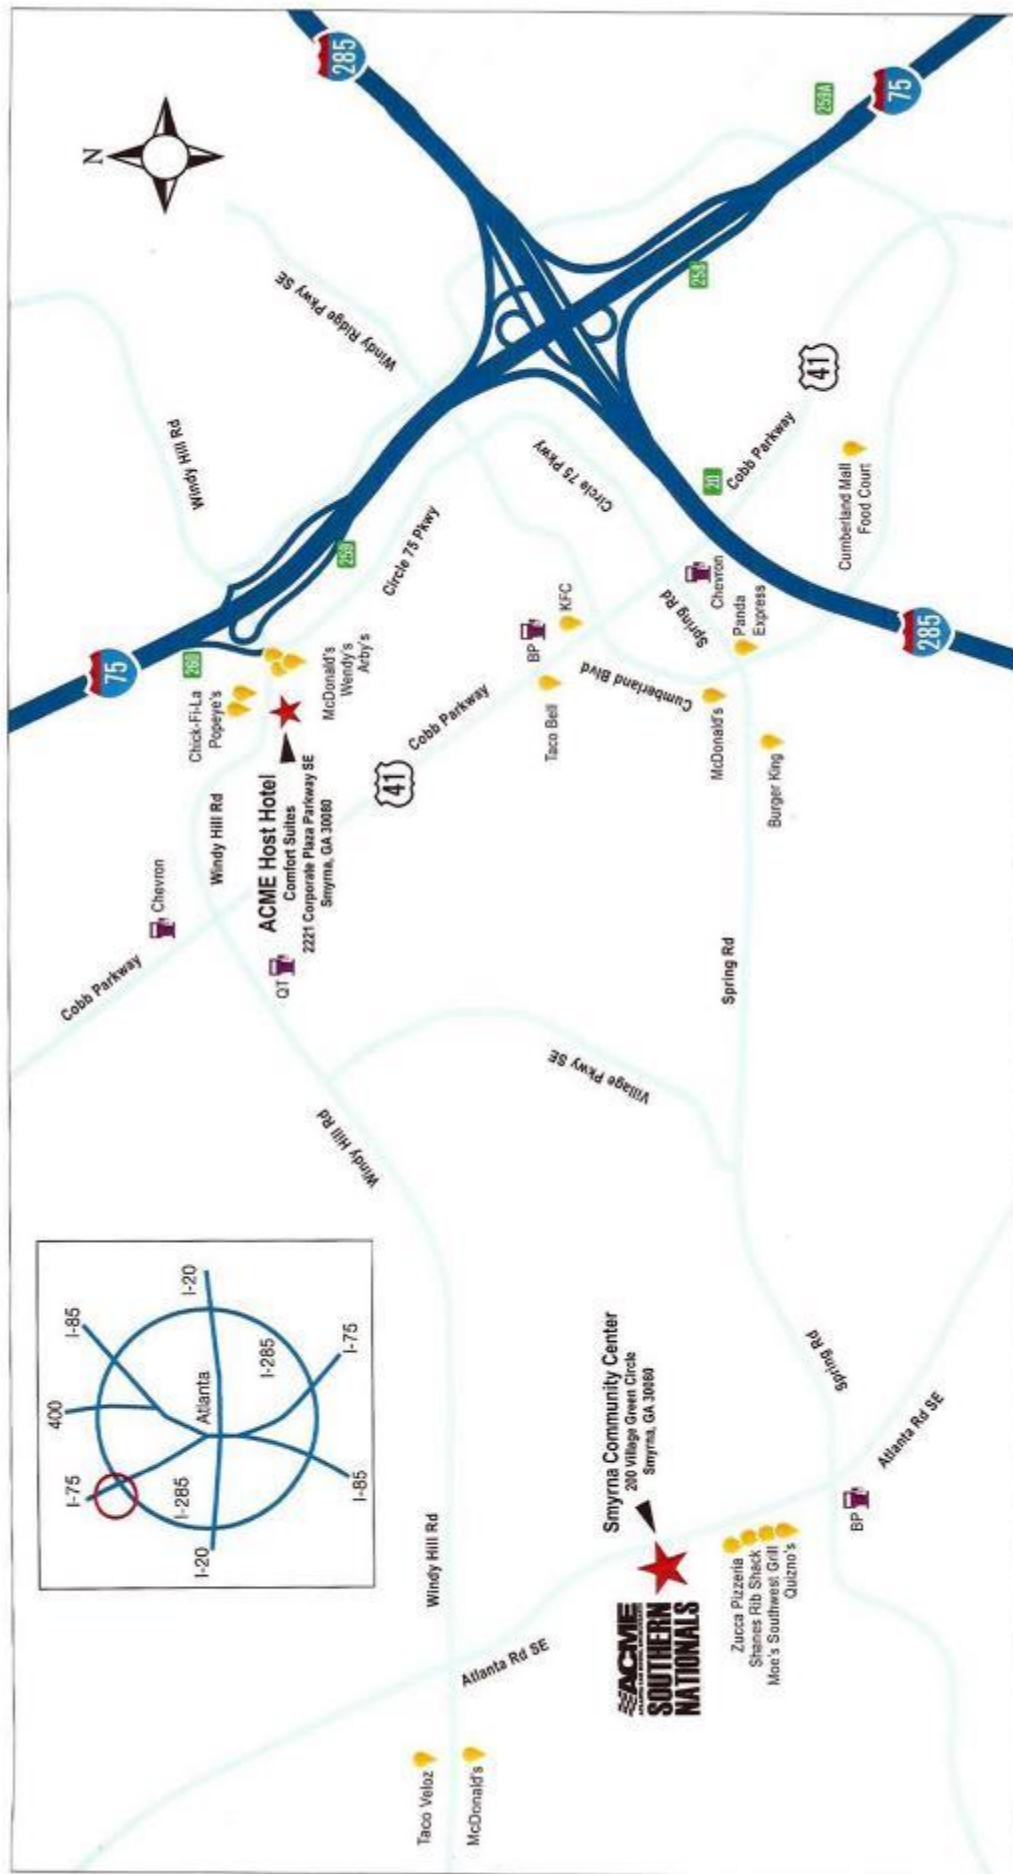 I-75
400
I-85
I-20
Atlanta
I-285
I-285
I-20
I-85
I-75
N
Cobb Parkway
Chevron
75
260
Chick-Fi-La
Popeye's
Windy Hill Rd
Windy Hill Rd
QT
ACME Host Hotel
Comfort Suites
2221 Corporate Plaza Parkway SE
Smyrna, GA 30080
McDonald's
Wendy's
Arby's
259
Windy Ridge Pkwy SE
285
Windy Hill Rd
41
Cobb Parkway
Circle 75 Pkwy
Circle 75 Pkwy
Taco Veloz
McDonald's
Windy Hill Rd
Atlanta Rd SE
Village Pkwy SE
BP
Taco Bell
KFC
Cumberland Blvd
Spring Rd
Chevron
20
258
259A
75
ACME
SOUTHERN
NATIONALS
Smyrna Community Center
200 Village Green Circle
Smyrna, GA 30080
Spring Rd
McDonald's
Panda
Express
Burger King
Cobb Parkway
41
Zucca Pizzeria
Shanes Rib Shack
Moe's Southwest Grill
Quizno's
Spring Rd
BP
Atlanta Rd SE
Cumberland Mall
Food Court
285